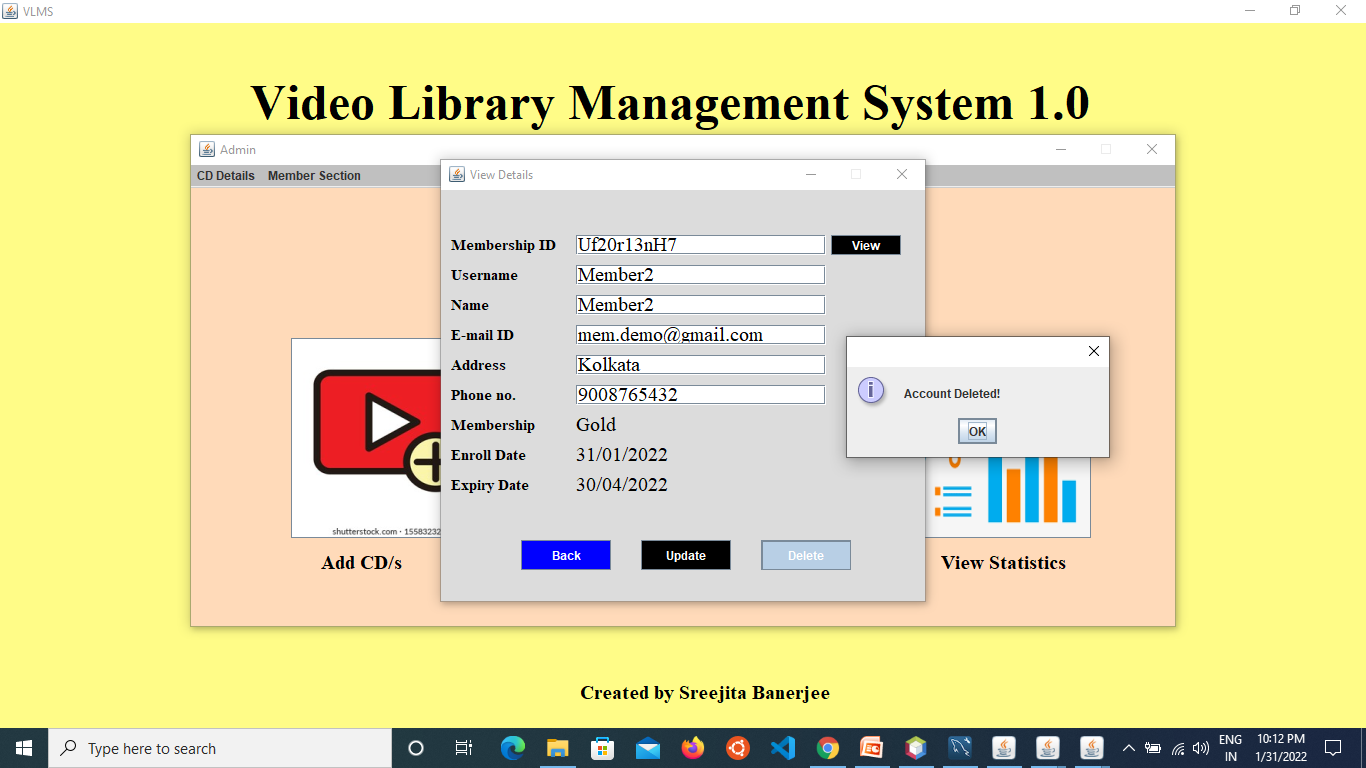 VLMS
Video Library Management System 1.0
Admin
CD Details Member Section
View Details
Membership ID Uf20r13nH7 View
Username Member2
Name Member2
E-mail ID mem.demo@gmail.com
Address Kolkata
Phone no. 9008765432
Membership Gold
Enroll Date 31/01/2022
Expiry Date 30/04/2022
Back Update Delete
i Account Deleted!
OK
shutterstock.com · 15583232
Add CD/s
View Statistics
Created by Sreejita Banerjee
Type here to search
ENG
IN
10:12 PM
1/31/2022